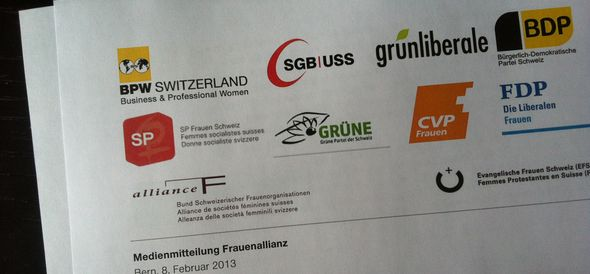 BPW SWITZERLAND
Business & Professional Women
SGB|USS
grünliberale
BDP
Bürgerlich-Demokratische
Partei Schweiz
SP
SP Frauen Schweiz
Femmes socialistes suisses
Donne socialiste svizzere
GRÜNE
Grüne Partei der Schweiz
CVP
Frauen
FDP
Die Liberalen
Frauen
alliance F
Bund Schweizerischer Frauenorganisationen
Alliance de sociétés féminines suisses
Alleanza delle società femminili svizzere
Evangelische Frauen Schweiz (EFS
Femmes Protestantes en Suisse (F
Medienmitteilung Frauenallianz
Bern, 8. Februar 2013